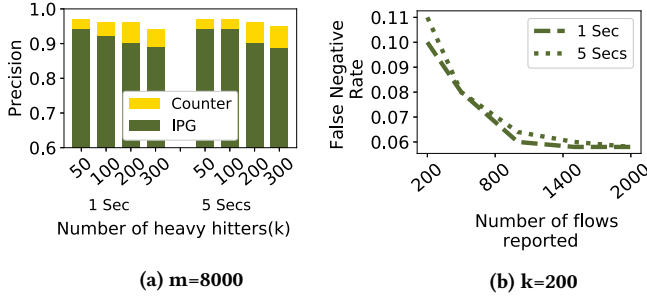 1.0
0.9
0.8
0.7
0.6
Precision
Counter
IPG
50 100 200 300 50 100 200 300
1 Sec 5 Secs
Number of heavy hitters(k)
(a) m=8000
0.11
0.10
0.09
0.08
0.07
0.06
False Negative
Rate
1 Sec
5 Secs
200 800 1400 2000
Number of flows
reported
(b) k=200